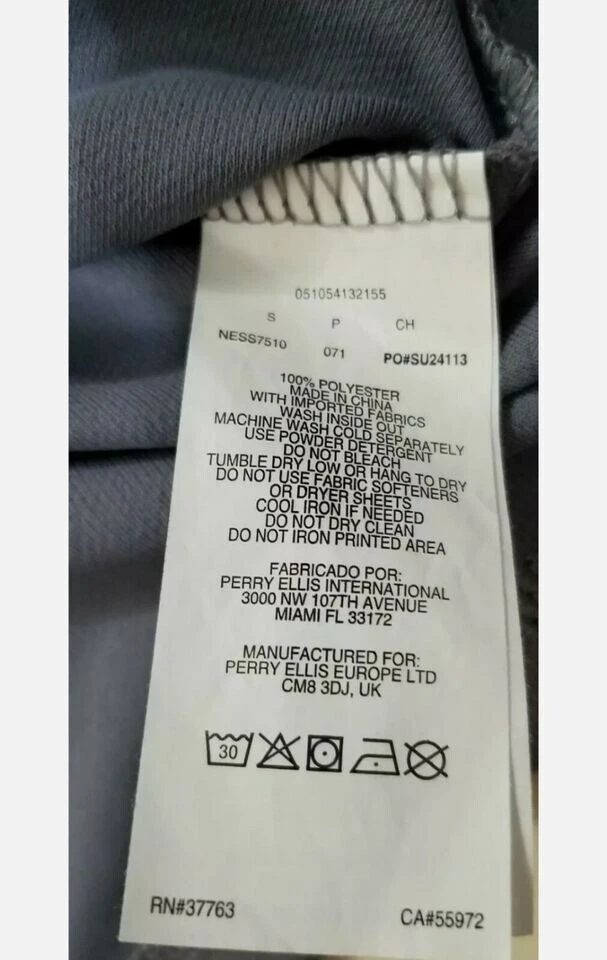 051054132155
S P CH
NESS7510 071 PO#SU24113
100% POLYESTER
MADE IN CHINA
WITH IMPORTED FABRICS
WASH INSIDE OUT
MACHINE WASH COLD SEPARATELY
USE POWDER DETERGENT
DO NOT BLEACH
TUMBLE DRY LOW OR HANG TO DRY
DO NOT USE FABRIC SOFTENERS
OR DRYER SHEETS
COOL IRON IF NEEDED
DO NOT DRY CLEAN
DO NOT IRON PRINTED AREA
FABRICADO POR:
PERRY ELLIS INTERNATIONAL
3000 NW 107TH AVENUE
MIAMI FL 33172
MANUFACTURED FOR:
PERRY ELLIS EUROPE LTD
CM8 3DJ, UK
30
RN#37763 CA#55972